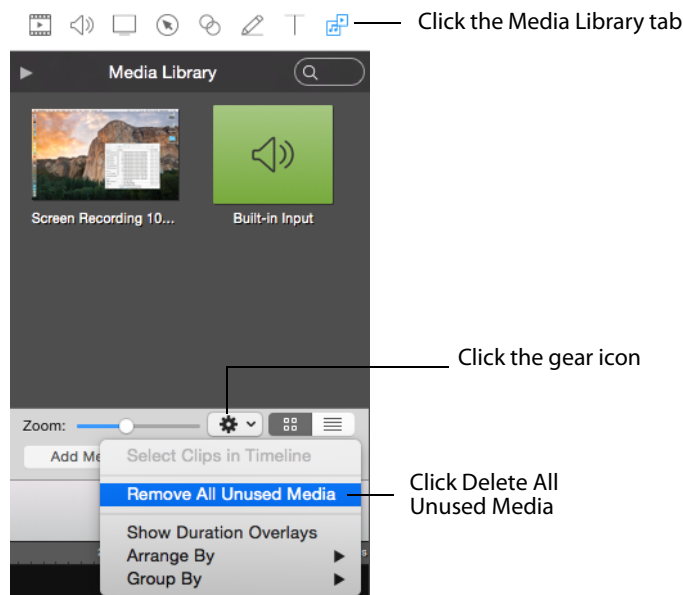 Click the Media Library tab
Media Library
Screen Recording 10...
Built-in Input
Click the gear icon
Zoom:
Add Me
Select Clips in Timeline
Remove All Unused Media
Click Delete All
Unused Media
Show Duration Overlays
Arrange By
Group By